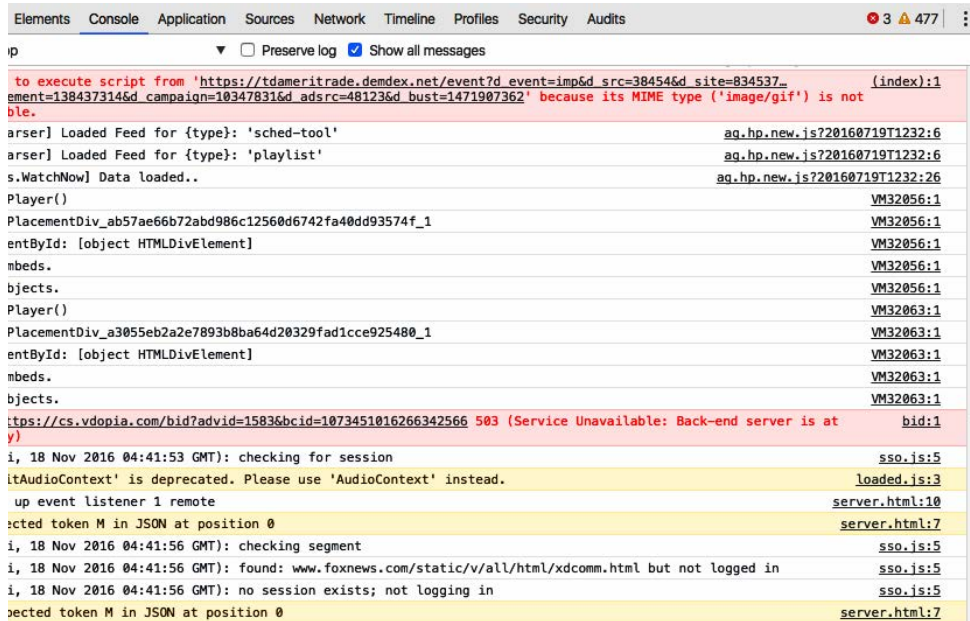 Elements Console Application Sources Network Timeline Profiles Security Audits 3 477
op Preserve log Show all messages
to execute script from 'https://tdameritrade.demdex.net/event?d_event=imp&d_src=38454&d_site=834537… (index):1
ement=138437314&d_campaign=10347831&d_adsrc=48123&d_bust=1471907362' because its MIME type ('image/gif') is not
ble.
arser] Loaded Feed for {type}: 'sched-tool' ag.hp.new.js?20160719T1232:6
arser] Loaded Feed for {type}: 'playlist' ag.hp.new.js?20160719T1232:6
s.WatchNow] Data loaded.. ag.hp.new.js?20160719T1232:26
Player() VM32056:1
PlacementDiv_ab57ae66b72abd986c12560d6742fa40dd93574f_1 VM32056:1
entById: [object HTMLDivElement] VM32056:1
mbeds. VM32056:1
bjects. VM32056:1
Player() VM32063:1
PlacementDiv_a3055eb2a2e7893b8ba64d20329fad1cce925480_1 VM32063:1
entById: [object HTMLDivElement] VM32063:1
mbeds. VM32063:1
bjects. VM32063:1
ttps://cs.vdopia.com/bid?advid=1583&bcid=1073451016266342566 503 (Service Unavailable: Back-end server is at bid:1
y)
i, 18 Nov 2016 04:41:53 GMT): checking for session sso.js:5
itAudioContext' is deprecated. Please use 'AudioContext' instead. loaded.js:3
up event listener 1 remote server.html:10
ected token M in JSON at position 0 server.html:7
i, 18 Nov 2016 04:41:56 GMT): checking segment sso.js:5
i, 18 Nov 2016 04:41:56 GMT): found: www.foxnews.com/static/v/all/html/xdcomm.html but not logged in sso.js:5
i, 18 Nov 2016 04:41:56 GMT): no session exists; not logging in sso.js:5
pected token M in JSON at position 0 server.html:7